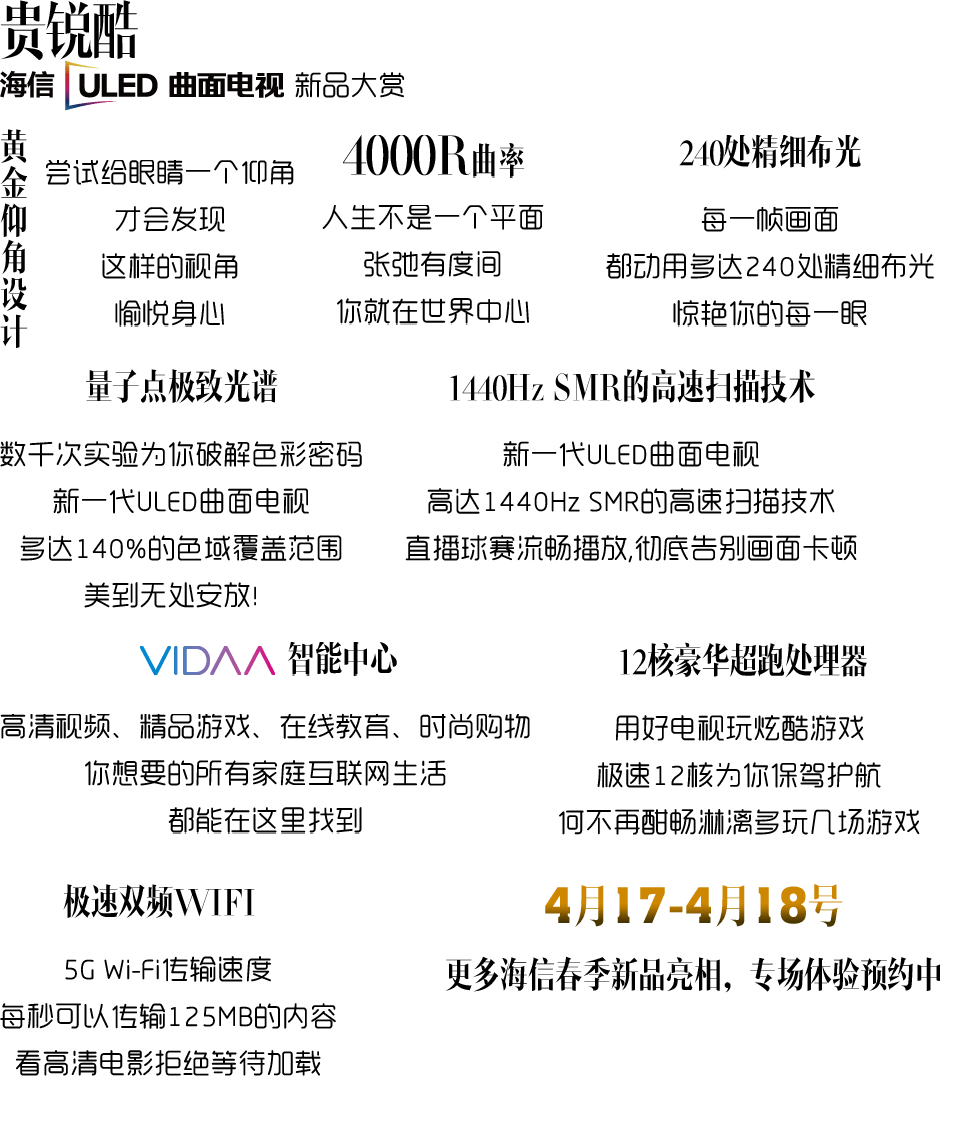 贵锐酷
海信 ULED 曲面电视 新品大赏
黄金仰角设计
尝试给眼睛一个仰角
才会发现
这样的视角
愉悦身心
4000R曲率
人生不是一个平面
张弛有度间
你就在世界中心
240处精细布光
每一帧画面
都动用多达240处精细布光
惊艳你的每一眼
量子点极致光谱
数千次实验为你破解色彩密码
新一代ULED曲面电视
多达140%的色域覆盖范围
美到无处安放!
1440Hz SMR的高速扫描技术
新一代ULED曲面电视
高达1440Hz SMR的高速扫描技术
直播球赛流畅播放,彻底告别画面卡顿
VIDAA 智能中心
高清视频、精品游戏、在线教育、时尚购物
你想要的所有家庭互联网生活
都能在这里找到
12核豪华超跑处理器
用好电视玩炫酷游戏
极速12核为你保驾护航
何不再酣畅淋漓多玩几场游戏
极速双频WIFI
5G Wi-Fi传输速度
每秒可以传输125MB的内容
看高清电影拒绝等待加载
4月17-4月18号
更多海信春季新品亮相，专场体验预约中